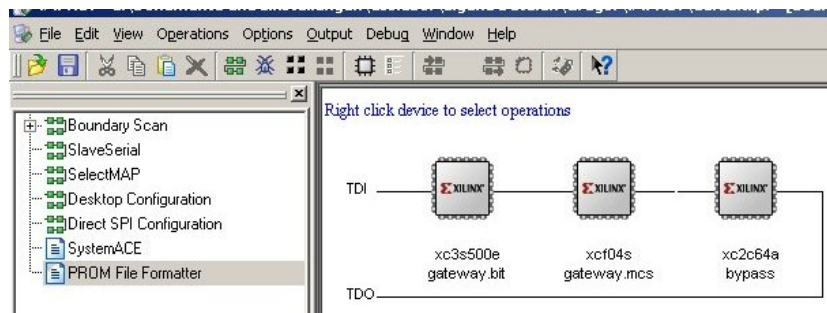 File Edit View Operations Options Output Debug Window Help
Boundary Scan
SlaveSerial
SelectMAP
Desktop Configuration
Direct SPI Configuration
SystemACE
PROM File Formatter
Right click device to select operations
TDI
XILINX XILINX XILINX
xc3s500e xcf04s xc2c64a
gateway.bit gateway.mcs bypass
TDO